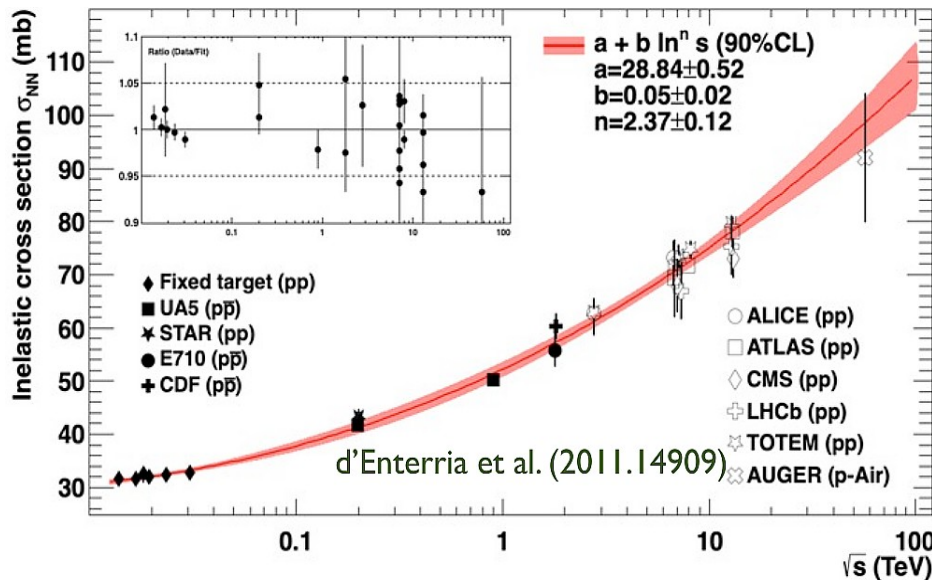 Inelastic cross section σNN (mb)
110
100
90
80
70
60
50
40
30
1.1
1.05
1
0.95
0.9
Ratio (Data/Fit)
0.1
1
10
100
a + b lnⁿ s (90%CL)
a=28.84±0.52
b=0.05±0.02
n=2.37±0.12
Fixed target (pp)
UA5 (pp̅)
STAR (pp)
E710 (pp̅)
CDF (pp̅)
ALICE (pp)
ATLAS (pp)
CMS (pp)
LHCb (pp)
TOTEM (pp)
AUGER (p-Air)
d'Enterria et al. (2011.14909)
0.1
1
10
100
√s (TeV)